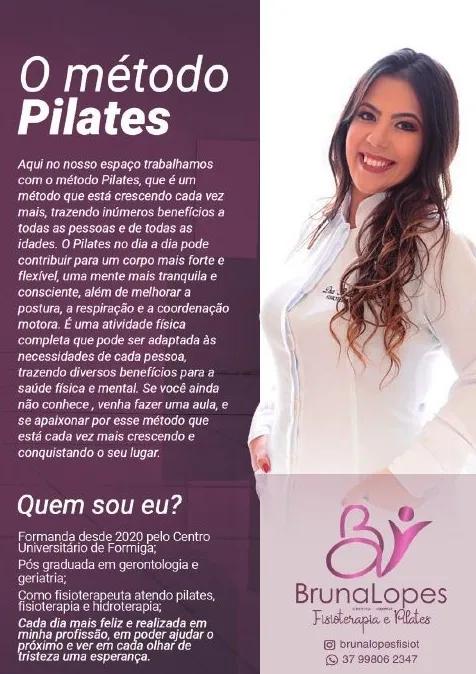 O método
Pilates
Aqui no nosso espaço trabalhamos
com o método Pilates, que é um
método que está crescendo cada vez
mais, trazendo inúmeros benefícios a
todas as pessoas e de todas as
idades. O Pilates no dia a dia pode
contribuir para um corpo mais forte e
flexível, uma mente mais tranquila e
consciente, além de melhorar a
postura, a respiração e a coordenação
motora. É uma atividade física
completa que pode ser adaptada às
necessidades de cada pessoa,
trazendo diversos benefícios para a
saúde física e mental. Se você ainda
não conhece , venha fazer uma aula, e
se apaixonar por esse método que
está cada vez mais crescendo e
conquistando o seu lugar.
Quem sou eu?
Formanda desde 2020 pelo Centro
Universitário de Formiga;
Pós graduada em gerontologia e
geriatria;
Como fisioterapeuta atendo pilates,
fisioterapia e hidroterapia;
Cada dia mais feliz e realizada em
minha profissão, em poder ajudar o
próximo e ver em cada olhar de
tristeza uma esperança.
BrunaLopes
Fisioterapia e Pilates
brunalopesfisiot
37 99806 2347